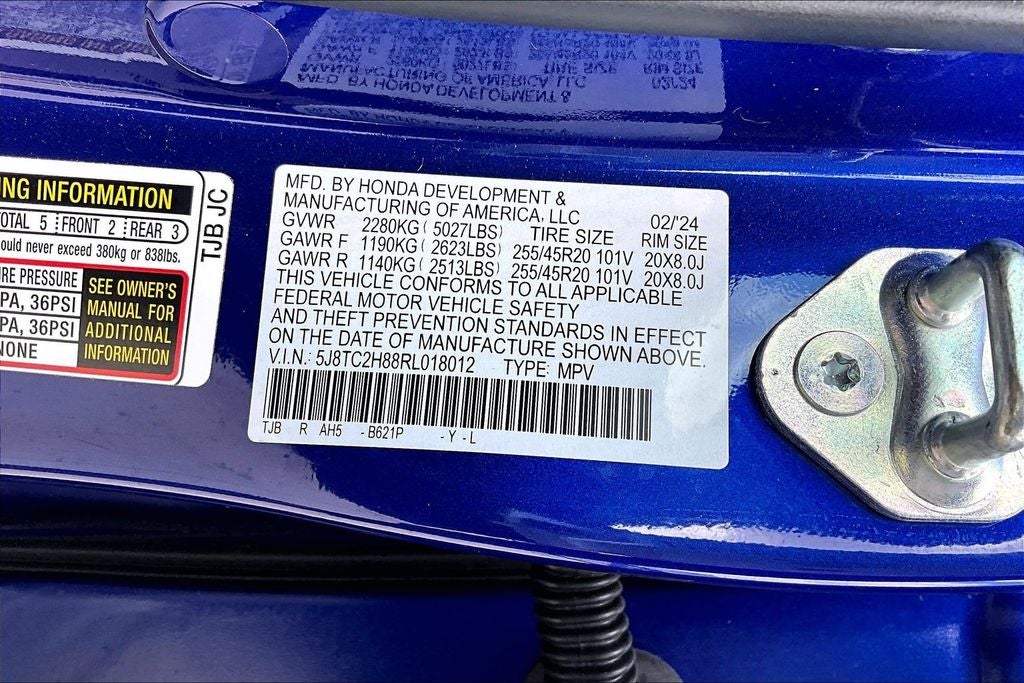 NG INFORMATION
TOTAL 5 FRONT 2 REAR 3
ould never exceed 380kg or 838lbs.
RE PRESSURE
PA, 36PSI
PA, 36PSI
NONE
SEE OWNER'S
MANUAL FOR
ADDITIONAL
INFORMATION
TJB JC
MFD. BY HONDA DEVELOPMENT &
MANUFACTURING OF AMERICA, LLC 02/'24
GVWR 2280KG ( 5027LBS) TIRE SIZE RIM SIZE
GAWR F 1190KG ( 2623LBS) 255/45R20 101V 20X8.0J
GAWR R 1140KG ( 2513LBS) 255/45R20 101V 20X8.0J
THIS VEHICLE CONFORMS TO ALL APPLICABLE
FEDERAL MOTOR VEHICLE SAFETY
AND THEFT PREVENTION STANDARDS IN EFFECT
ON THE DATE OF MANUFACTURE SHOWN ABOVE.
V.I.N.: 5J8TC2H88RL018012 TYPE: MPV
TJB R AH5 -B621P -Y-L